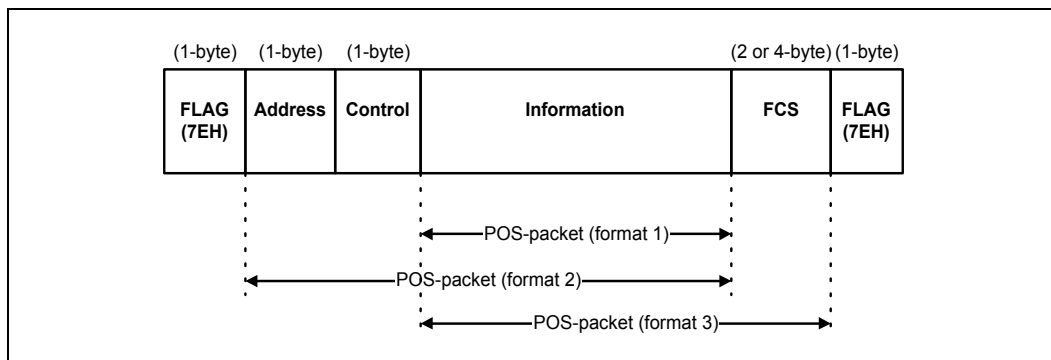 (1-byte) (1-byte) (1-byte) (2 or 4-byte) (1-byte)
FLAG Address Control Information FCS FLAG
(7EH) (7EH)
POS-packet (format 1)
POS-packet (format 2)
POS-packet (format 3)